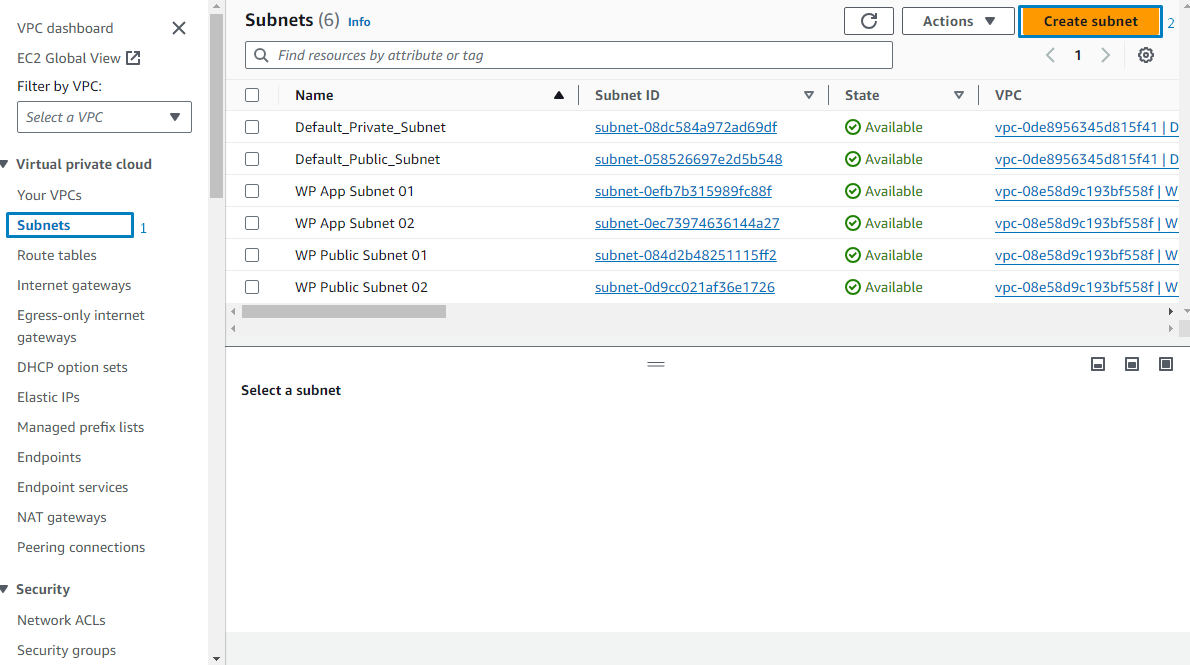 VPC dashboard
EC2 Global View
Filter by VPC:
Select a VPC
Virtual private cloud
Your VPCs
Subnets 1
Route tables
Internet gateways
Egress-only internet
gateways
DHCP option sets
Elastic IPs
Managed prefix lists
Endpoints
Endpoint services
NAT gateways
Peering connections
Security
Network ACLs
Security groups
Subnets (6) Info
Actions
Create subnet 2
Find resources by attribute or tag
1
Name Subnet ID State VPC
Default_Private_Subnet subnet-08dc584a972ad69df Available vpc-0de8956345d815f41 | D
Default_Public_Subnet subnet-058526697e2d5b548 Available vpc-0de8956345d815f41 | D
WP App Subnet 01 subnet-0efb7b315989fc88f Available vpc-08e58d9c193bf558f | W
WP App Subnet 02 subnet-0ec73974636144a27 Available vpc-08e58d9c193bf558f | W
WP Public Subnet 01 subnet-084d2b48251115ff2 Available vpc-08e58d9c193bf558f | W
WP Public Subnet 02 subnet-0d9cc021af36e1726 Available vpc-08e58d9c193bf558f | W
Select a subnet